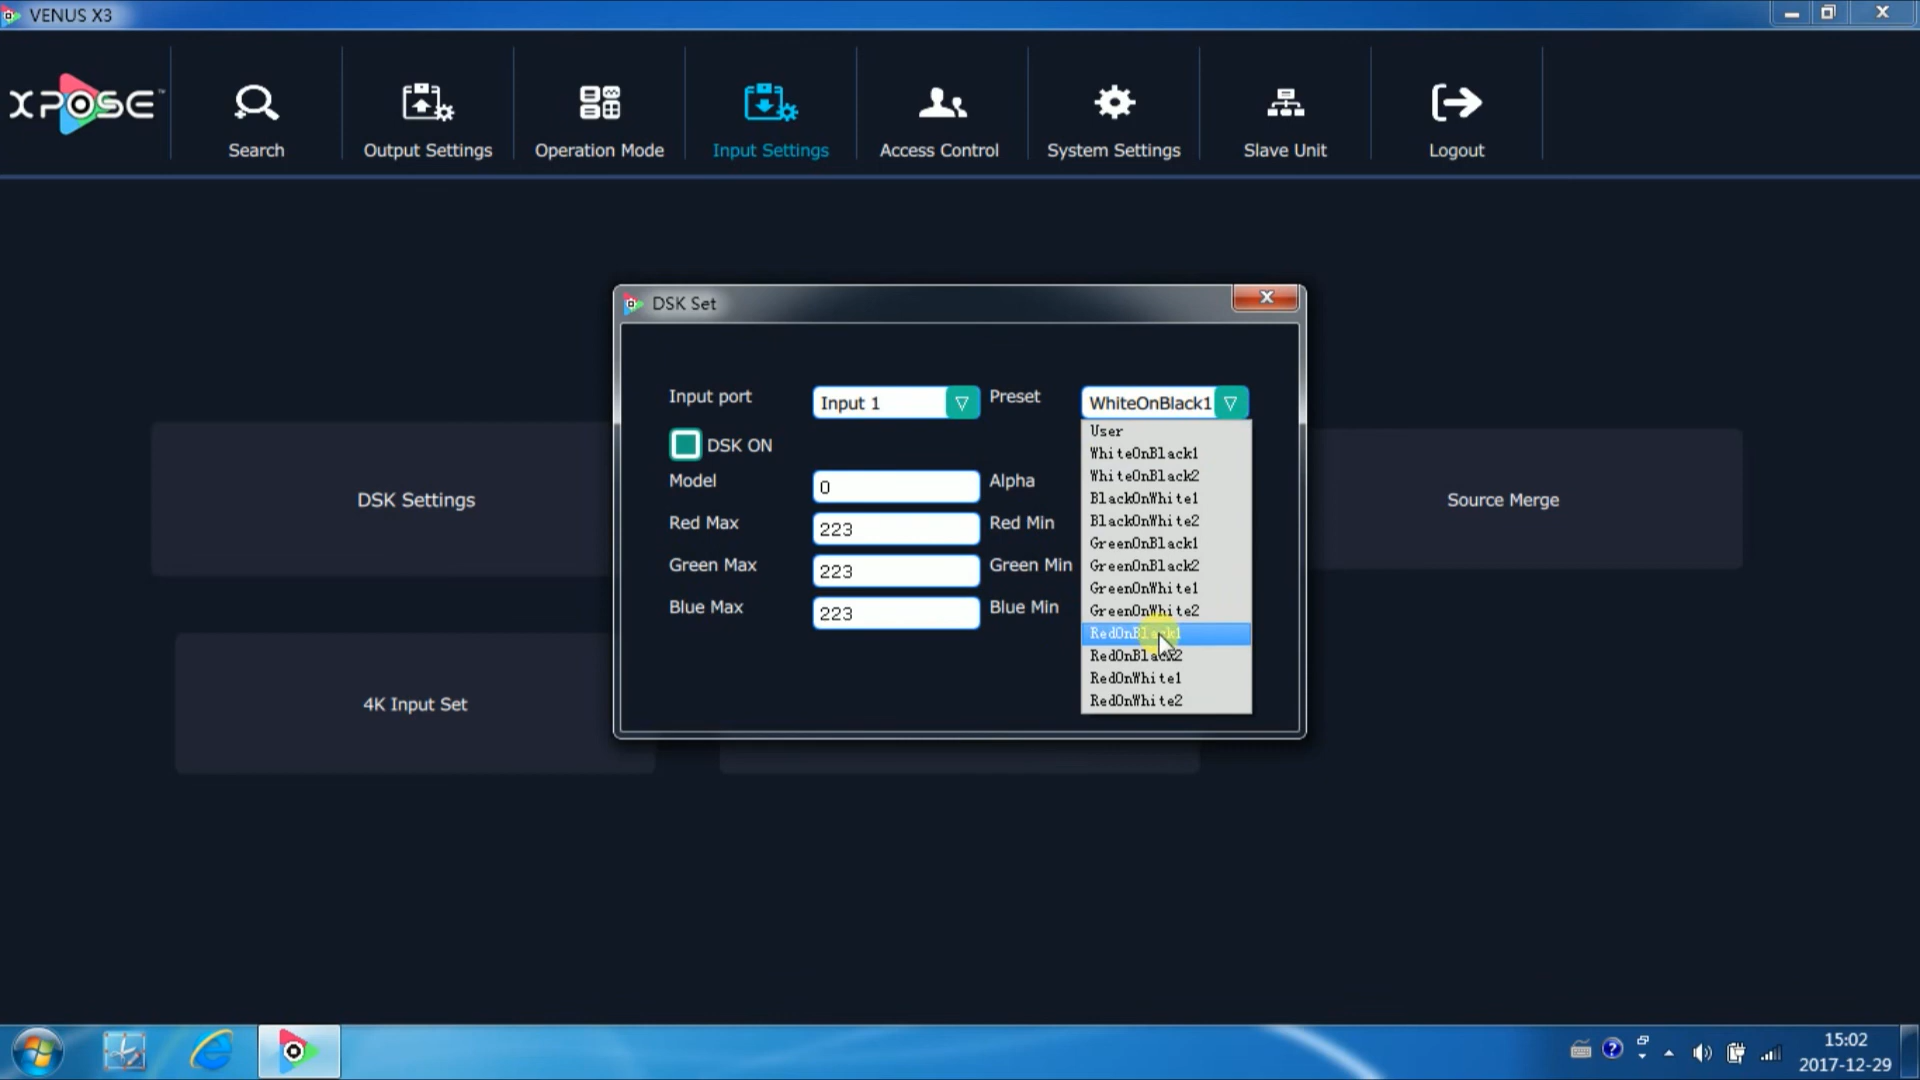 VENUS X3
XPOSE™
Search
Output Settings
Operation Mode
Input Settings
Access Control
System Settings
Slave Unit
Logout
DSK Set
Input port
Input 1
Preset
WhiteOnBlack1
DSK ON
Model
0
Alpha
Red Max
223
Red Min
Green Max
223
Green Min
Blue Max
223
Blue Min
User
WhiteOnBlack1
WhiteOnBlack2
BlackOnWhite1
BlackOnWhite2
GreenOnBlack1
GreenOnBlack2
GreenOnWhite1
GreenOnWhite2
RedOnBlack1
RedOnBlack2
RedOnWhite1
RedOnWhite2
DSK Settings
Source Merge
4K Input Set
15:02
2017-12-29